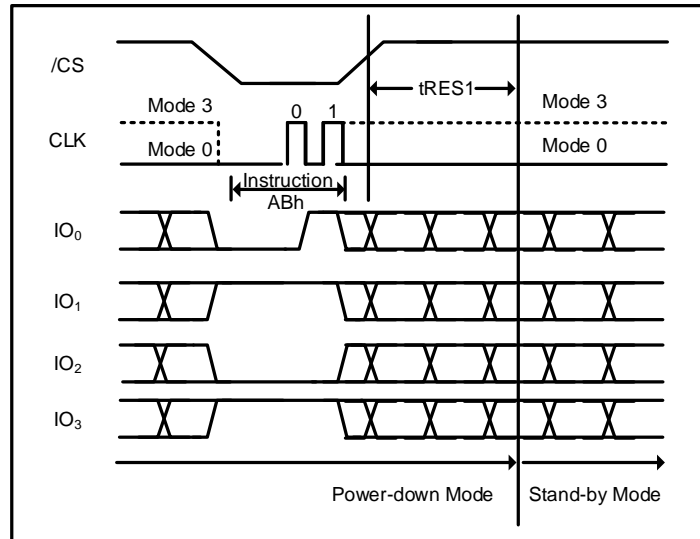 /CS
tRES1
Mode 3
0 1
Mode 3
CLK
Mode 0
Mode 0
Instruction
ABh
IO₀
IO₁
IO₂
IO₃
Power-down Mode
Stand-by Mode